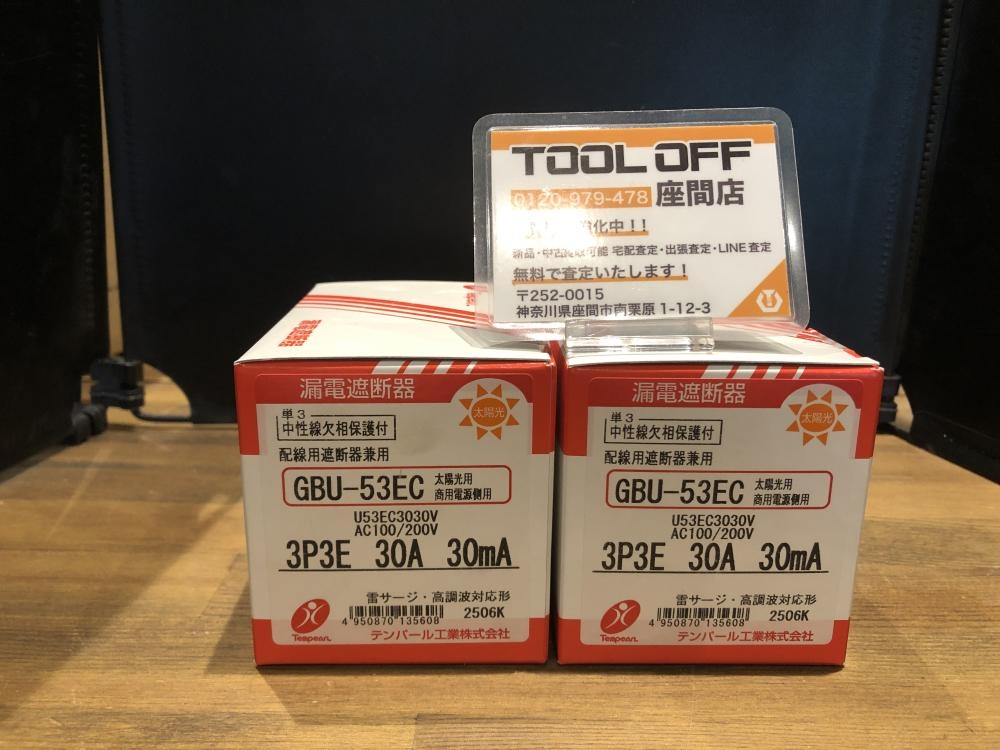 TOOL OFF
0120-979-478 座間店
化中!!
新品・中古買取可能 宅配査定・出張査定・LINE査定
無料で査定いたします!
〒252-0015
神奈川県座間市南栗原1-12-3
漏電遮断器
漏電遮断器
太陽光
単3
中性線欠相保護付
配線用遮断器兼用
GBU-53EC 太陽光用
商用電源側用
U53EC3030V
AC100/200V
3P3E 30A 30mA
雷サージ・高調波対応形
4 950870 135608 2506K
Tempearl
テンパール工業株式会社
漏電遮断器
太陽光
単3
中性線欠相保護付
配線用遮断器兼用
GBU-53EC 太陽光用
商用電源側用
U53EC3030V
AC100/200V
3P3E 30A 30mA
雷サージ・高調波対応形
4 950870 135608 2506K
Tempearl
テンパール工業株式会社